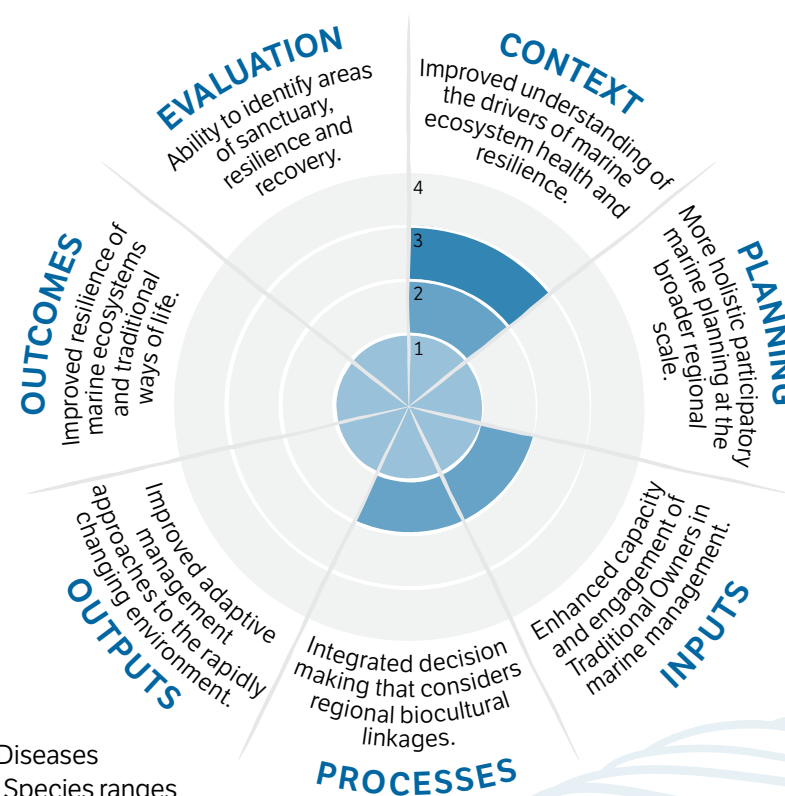 EVALUATION
Ability to identify areas
of sanctuary,
resilience and
recovery.
CONTEXT
Improved understanding of
the drivers of marine
ecosystem health and
resilience.
PLANNING
More holistic participatory
marine planning at the
broader regional
scale.
INPUTS
Enhanced capacity
and engagement of
Traditional Owners in
marine management.
PROCESSES
Integrated decision
making that considers
regional biocultural
linkages.
OUTPUTS
Improved adaptive
management
approaches to the rapidly
changing environment.
OUTCOMES
Improved resilience of
marine ecosystems
and traditional
ways of life.
4
3
2
1
Diseases
Species ranges